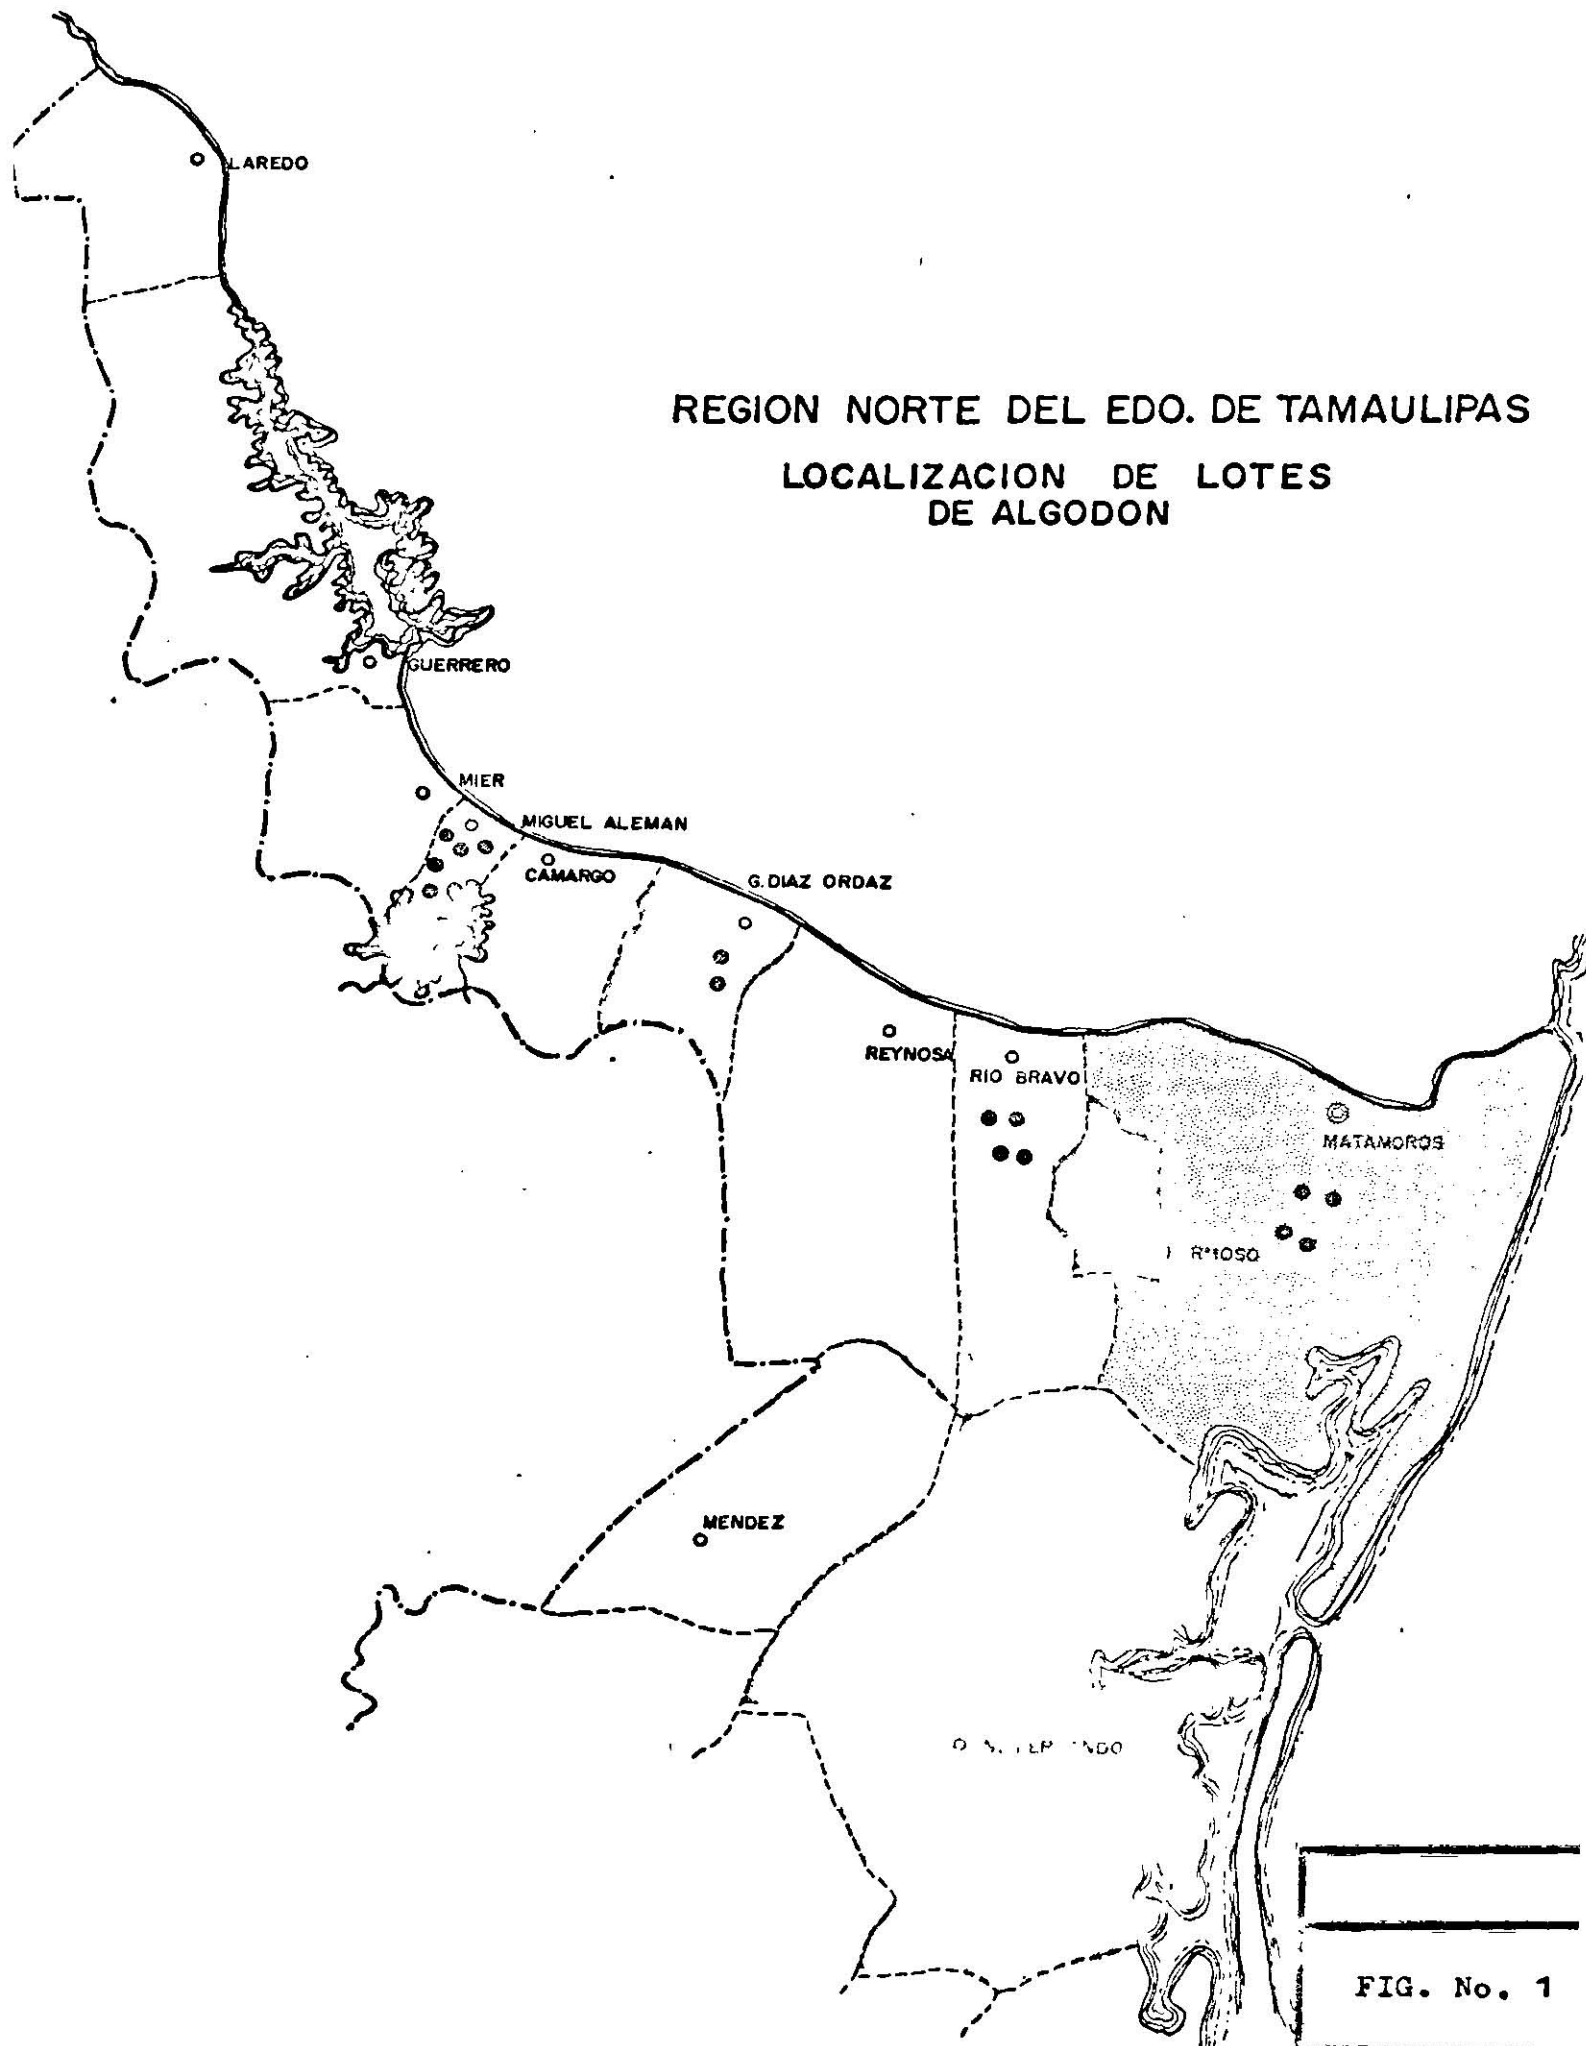 LAREDO
REGION NORTE DEL EDO. DE TAMAULIPAS
LOCALIZACION DE LOTES
DE ALGODON
GUERRERO
MIER
MIGUEL ALEMAN
CAMARGO
G. DIAZ ORDAZ
REYNOSA
RIO BRAVO
MATAMOROS
MENDEZ
FIG. No. 1